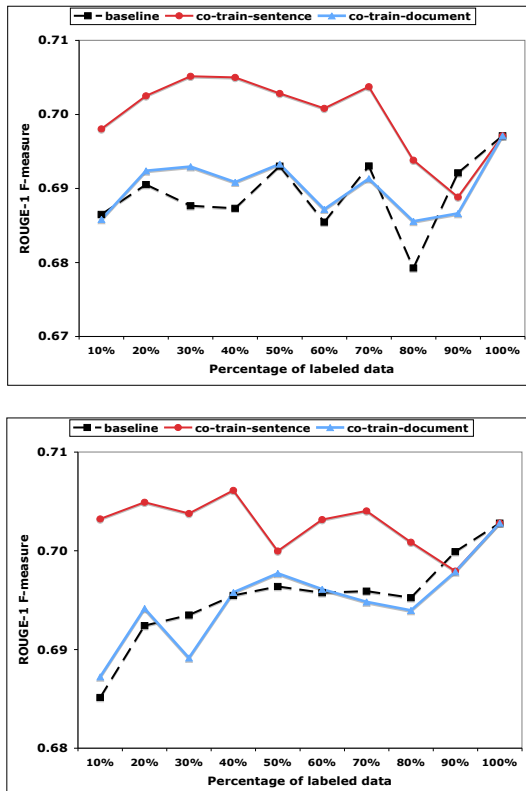 baseline co-train-sentence co-train-document
0.71
0.70
0.69
0.68
0.67
ROUGE-1 F-measure
10% 20% 30% 40% 50% 60% 70% 80% 90% 100%
Percentage of labeled data
baseline co-train-sentence co-train-document
0.71
0.70
0.69
0.68
ROUGE-1 F-measure
10% 20% 30% 40% 50% 60% 70% 80% 90% 100%
Percentage of labeled data